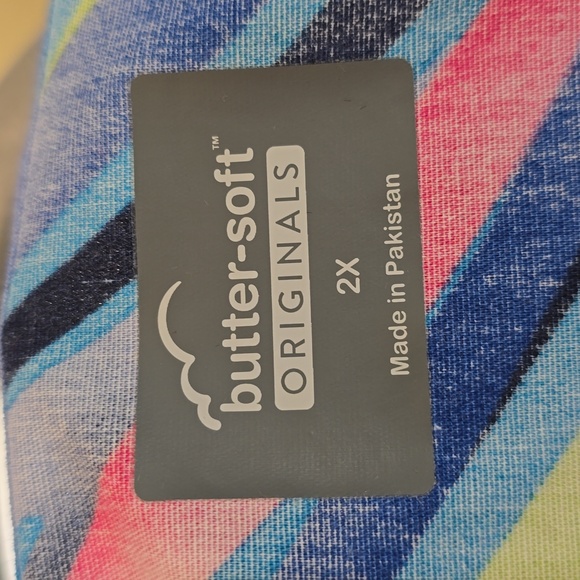 butter-soft™
ORIGINALS
2X
Made in Pakistan